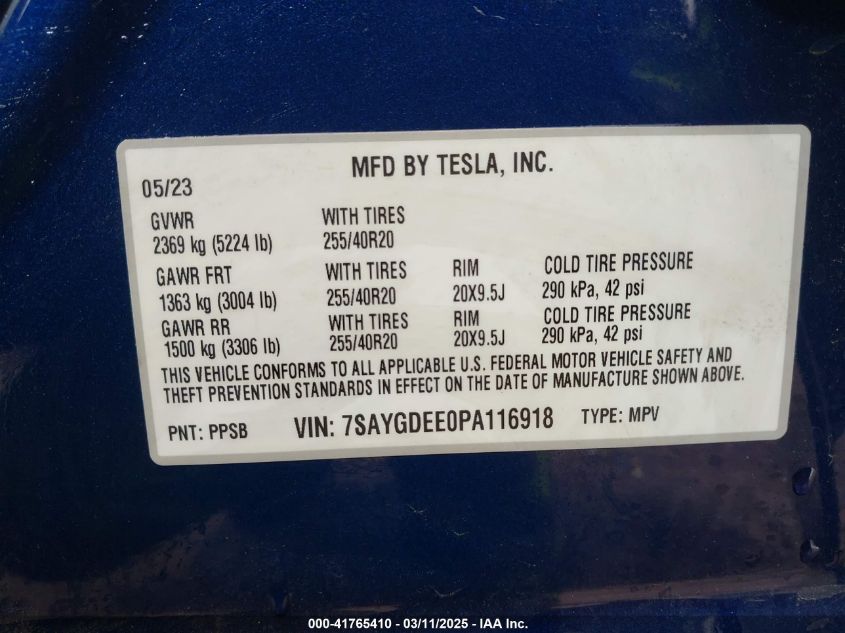 MFD BY TESLA, INC.
05/23
GVWR WITH TIRES
2369 kg (5224 lb) 255/40R20
GAWR FRT WITH TIRES RIM COLD TIRE PRESSURE
1363 kg (3004 lb) 255/40R20 20X9.5J 290 kPa, 42 psi
GAWR RR WITH TIRES RIM COLD TIRE PRESSURE
1500 kg (3306 lb) 255/40R20 20X9.5J 290 kPa, 42 psi
THIS VEHICLE CONFORMS TO ALL APPLICABLE U.S. FEDERAL MOTOR VEHICLE SAFETY AND
THEFT PREVENTION STANDARDS IN EFFECT ON THE DATE OF MANUFACTURE SHOWN ABOVE.
PNT: PPSB VIN: 7SAYGDEE0PA116918 TYPE: MPV
000-41765410 - 03/11/2025 - IAA Inc.